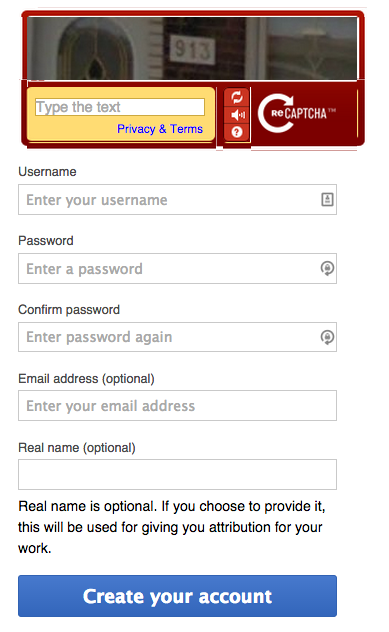 913
Type the text
Privacy & Terms
reCAPTCHA™
Username
Enter your username
Password
Enter a password
Confirm password
Enter password again
Email address (optional)
Enter your email address
Real name (optional)
Real name is optional. If you choose to provide it,
this will be used for giving you attribution for your
work.
Create your account